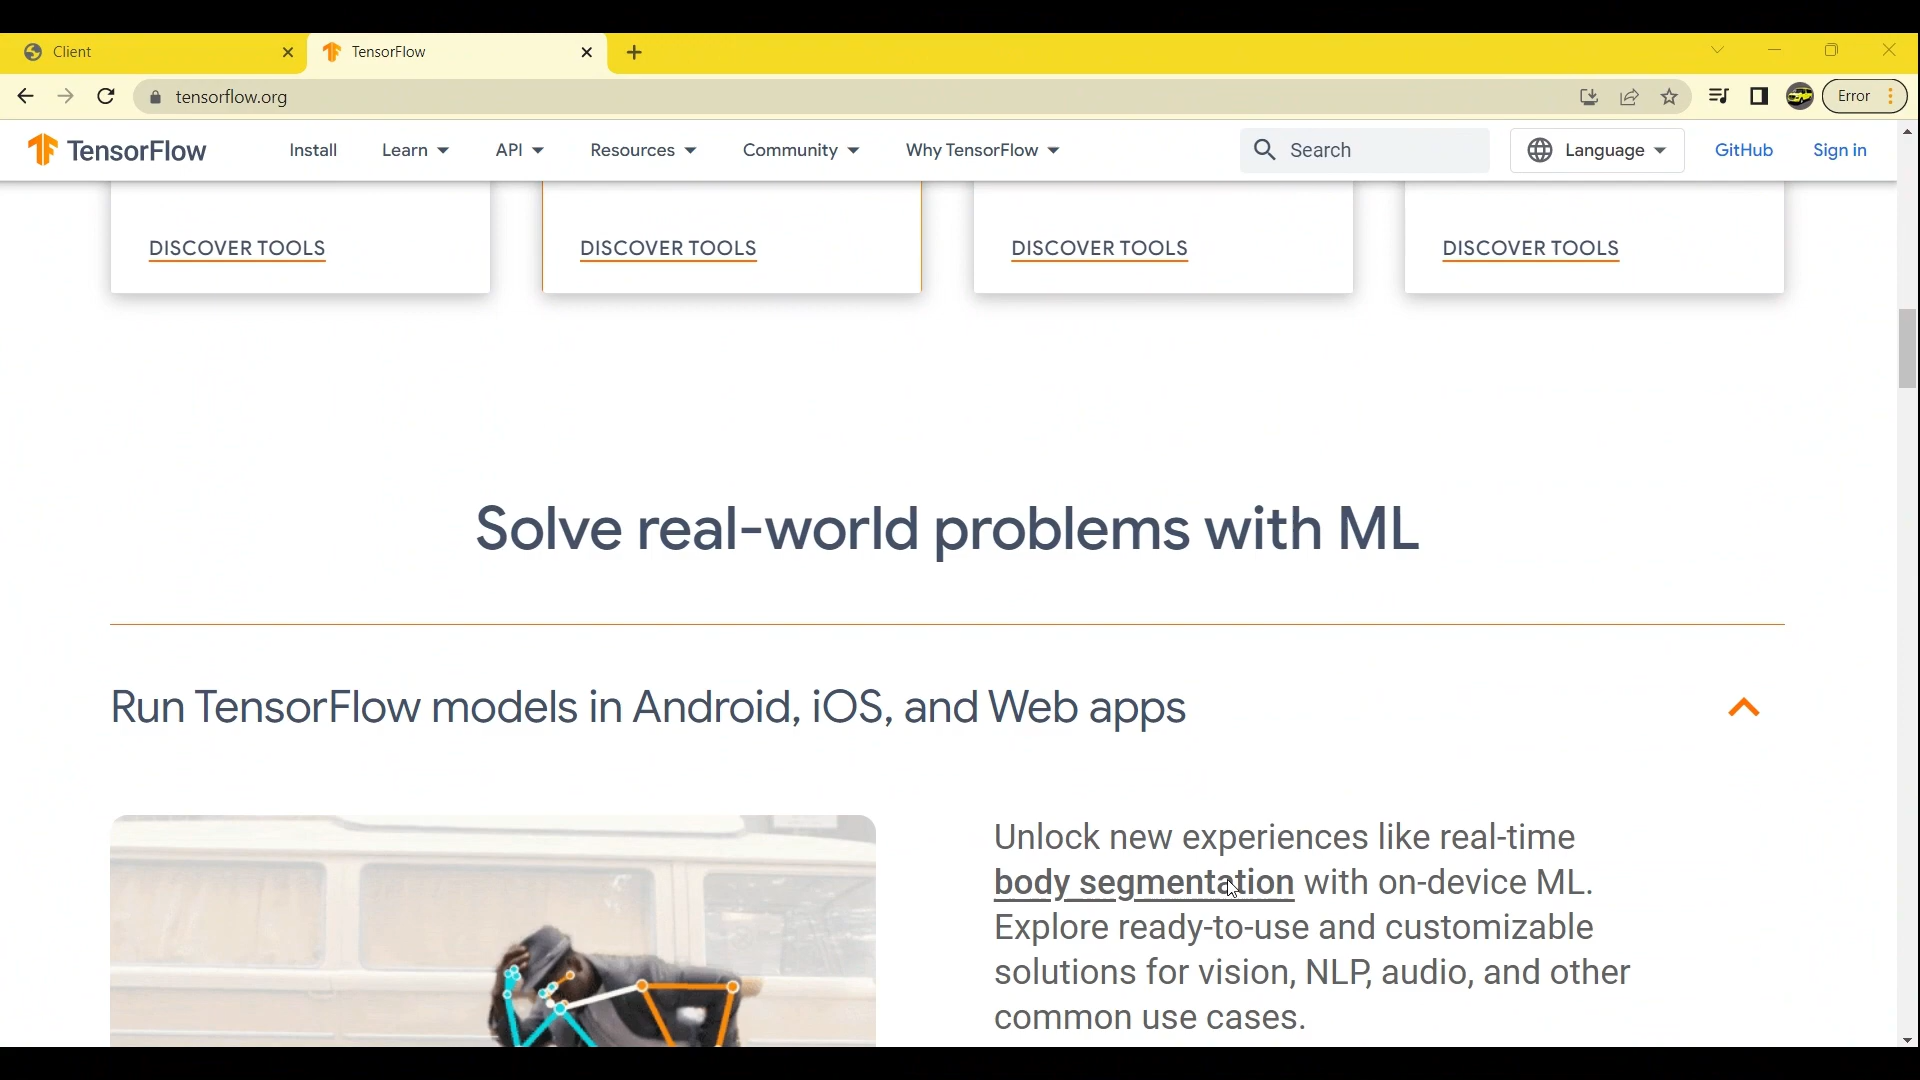 Client
TensorFlow
tensorflow.org
Error
TensorFlow
Install
Learn
API
Resources
Community
Why TensorFlow
Search
Language
GitHub
Sign in
DISCOVER TOOLS
DISCOVER TOOLS
DISCOVER TOOLS
DISCOVER TOOLS
Solve real-world problems with ML
Run TensorFlow models in Android, iOS, and Web apps
Unlock new experiences like real-time
body segmentation with on-device ML.
Explore ready-to-use and customizable
solutions for vision, NLP, audio, and other
common use cases.